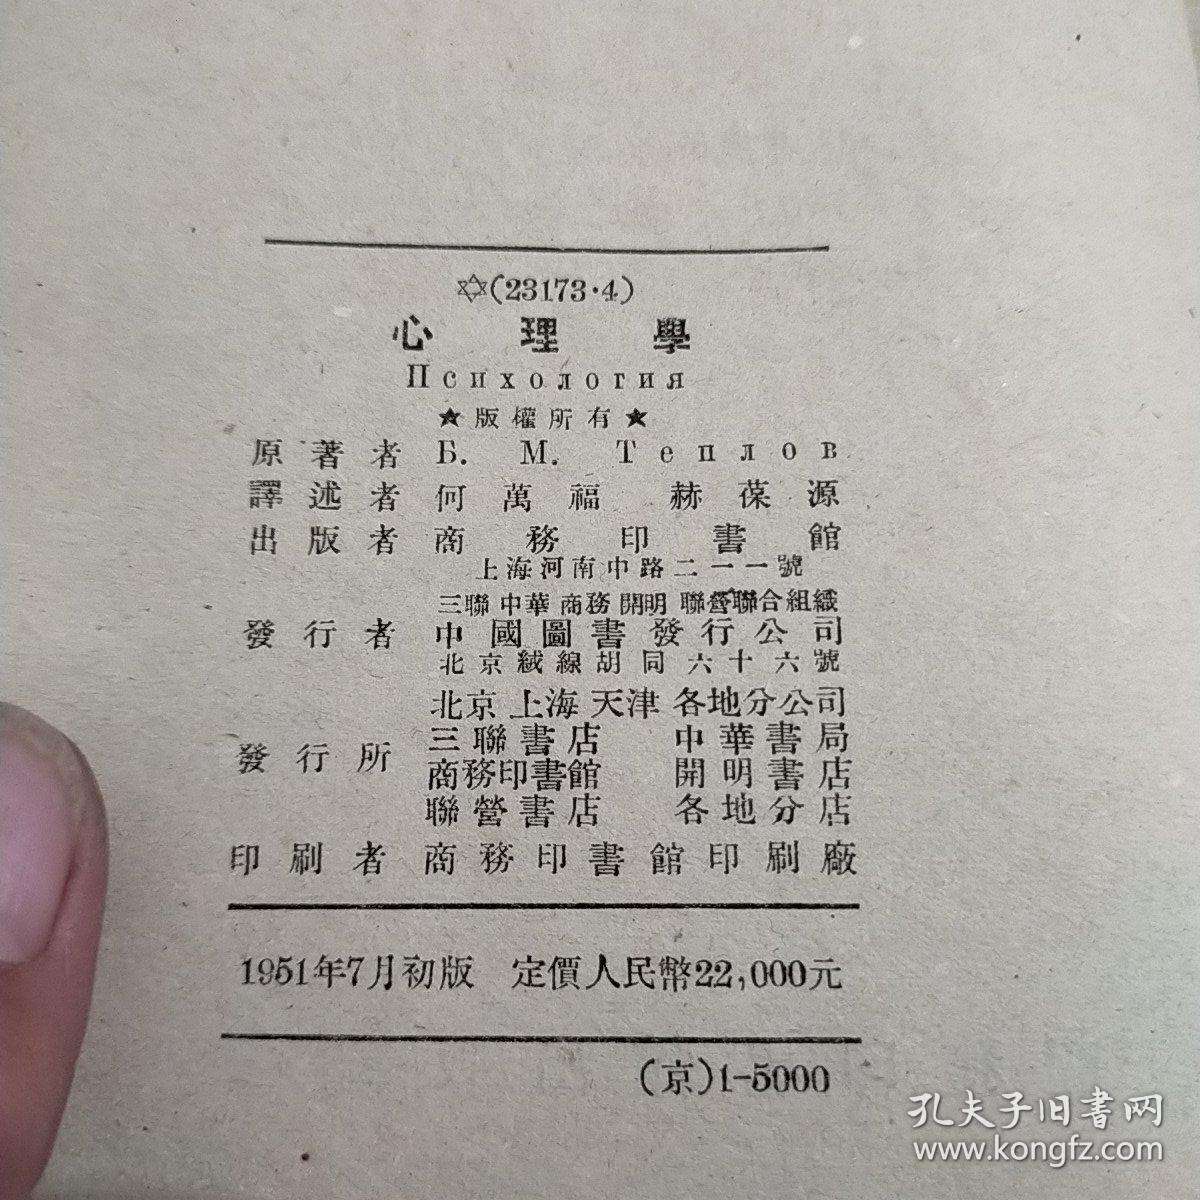 ✡(23173·4)
心理學
Психология
★版權所有★
原著者 Б. М. Теплов
譯述者 何萬福 赫葆源
出版者 商務印書館
上海河南中路二一一號
三聯 中華 商務 開明 聯營聯合組織
發行者 中國圖書發行公司
北京絨線胡同六十六號
北京 上海 天津 各地分公司
發行所 三聯書店 中華書局
商務印書館 開明書店
聯營書店 各地分店
印刷者 商務印書館印刷廠
1951年7月初版 定價人民幣22,000元
(京)1-5000
孔夫子旧书网
www.kongfz.com